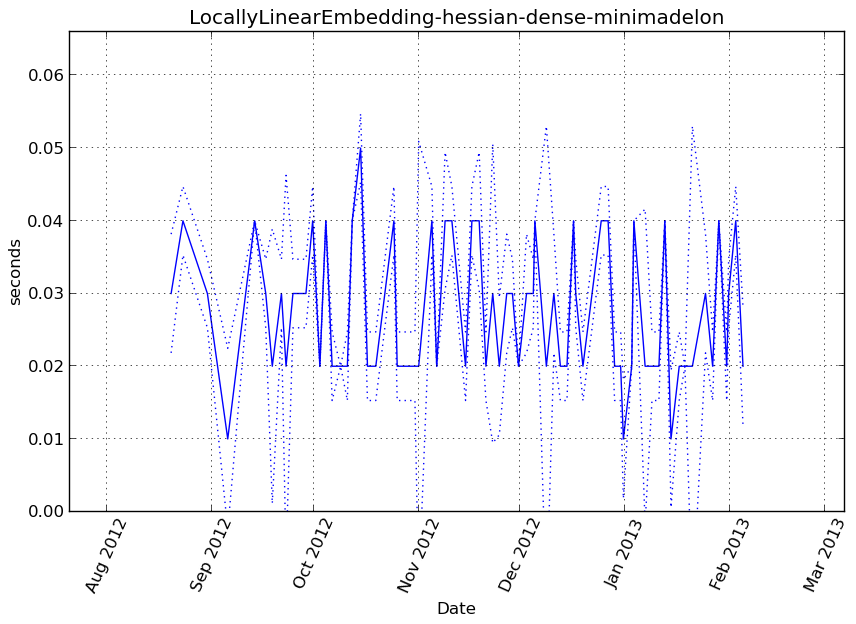 LocallyLinearEmbedding-hessian-dense-minimadelon
0.06
0.05
0.04
0.03
0.02
0.01
0.00
seconds
Aug 2012
Sep 2012
Oct 2012
Nov 2012
Dec 2012
Jan 2013
Feb 2013
Mar 2013
Date